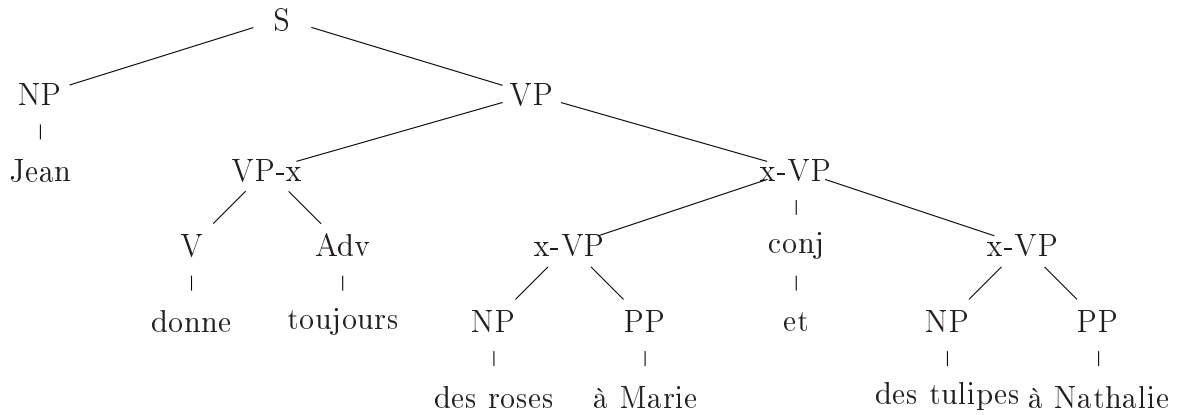 S
NP VP
Jean VP-x x-VP
V Adv x-VP conj x-VP
donne toujours NP PP et NP PP
des roses à Marie des tulipes à Nathalie